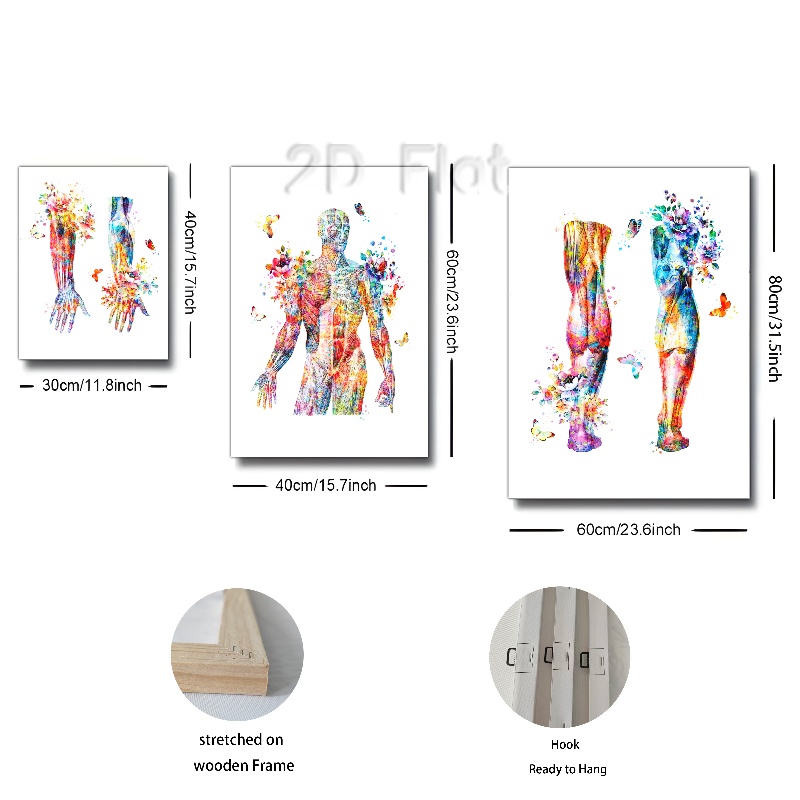 2D Flat
40cm/15.7inch
30cm/11.8inch
60cm/23.6inch
40cm/15.7inch
80cm/31.5inch
60cm/23.6inch
stretched on
wooden Frame
Hook
Ready to Hang